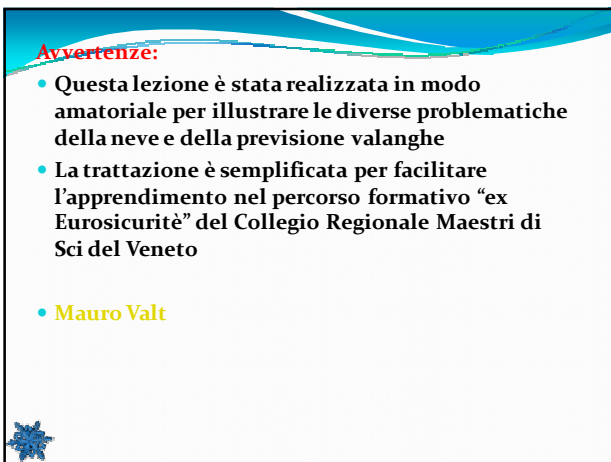 Avvertenze:
• Questa lezione è stata realizzata in modo
amatoriale per illustrare le diverse problematiche
della neve e della previsione valanghe
• La trattazione è semplificata per facilitare
l’apprendimento nel percorso formativo “ex
Eurosicuritè” del Collegio Regionale Maestri di
Sci del Veneto
• Mauro Valt